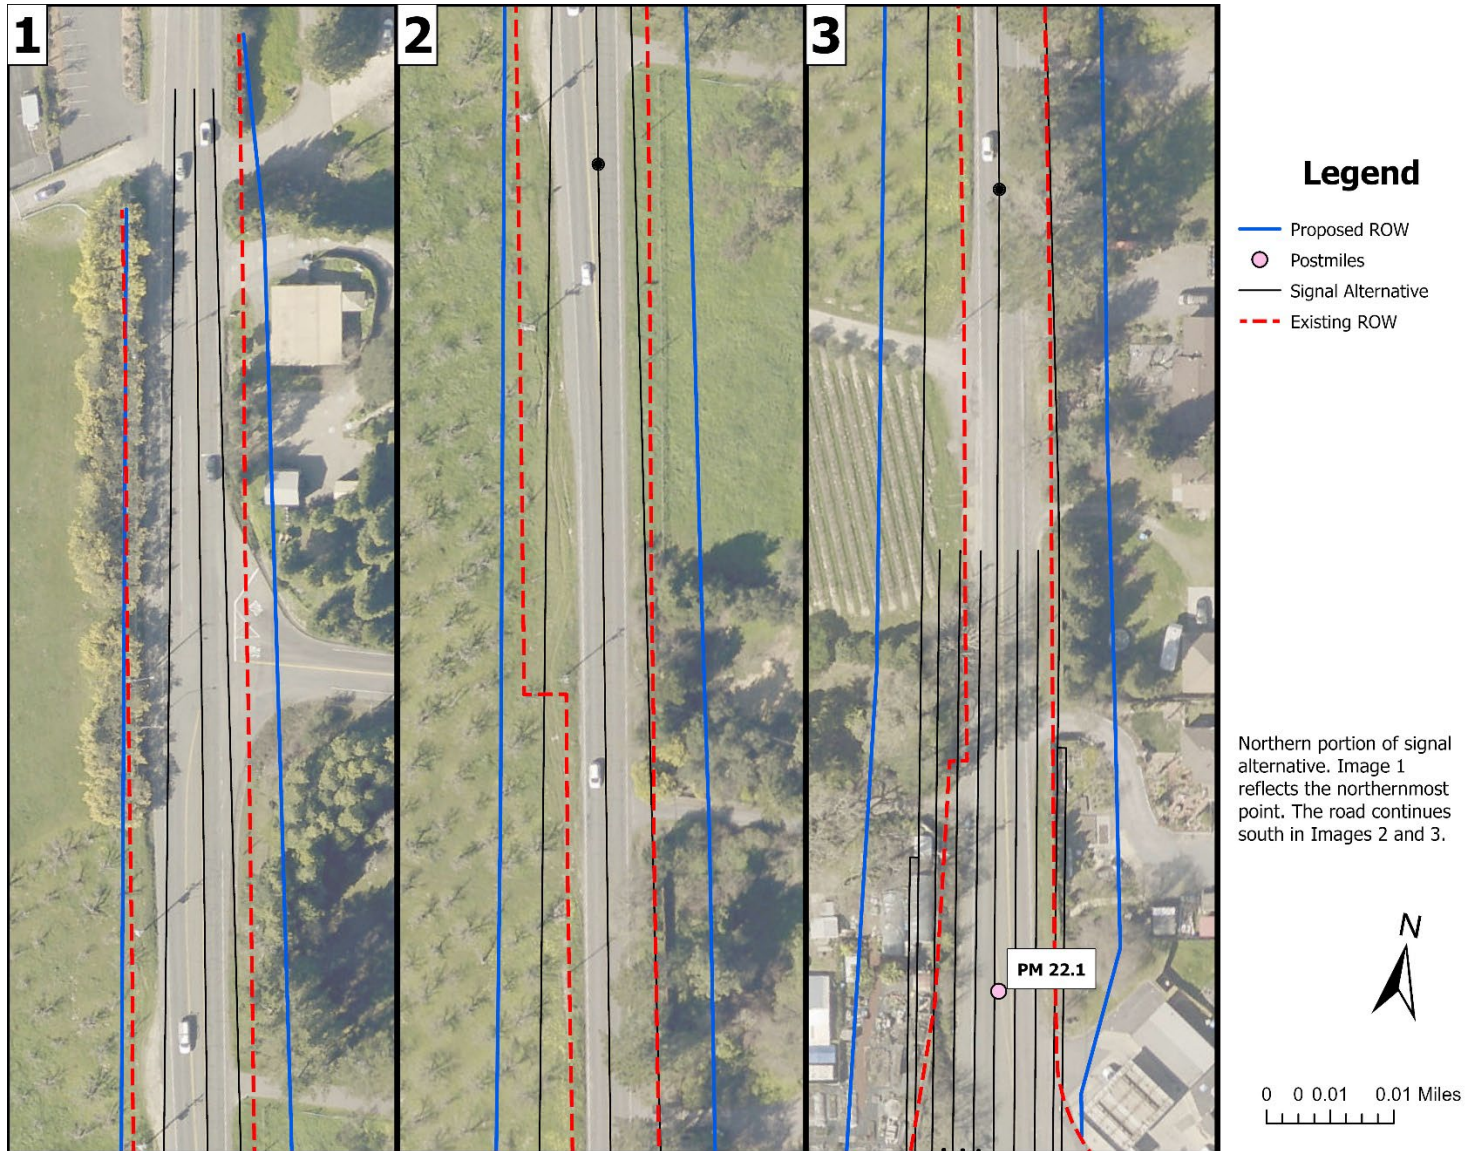 1
2
3
PM 22.1
Legend
Proposed ROW
Postmiles
Signal Alternative
Existing ROW
Northern portion of signal
alternative. Image 1
reflects the northernmost
point. The road continues
south in Images 2 and 3.
N
0 0 0.01 0.01 Miles